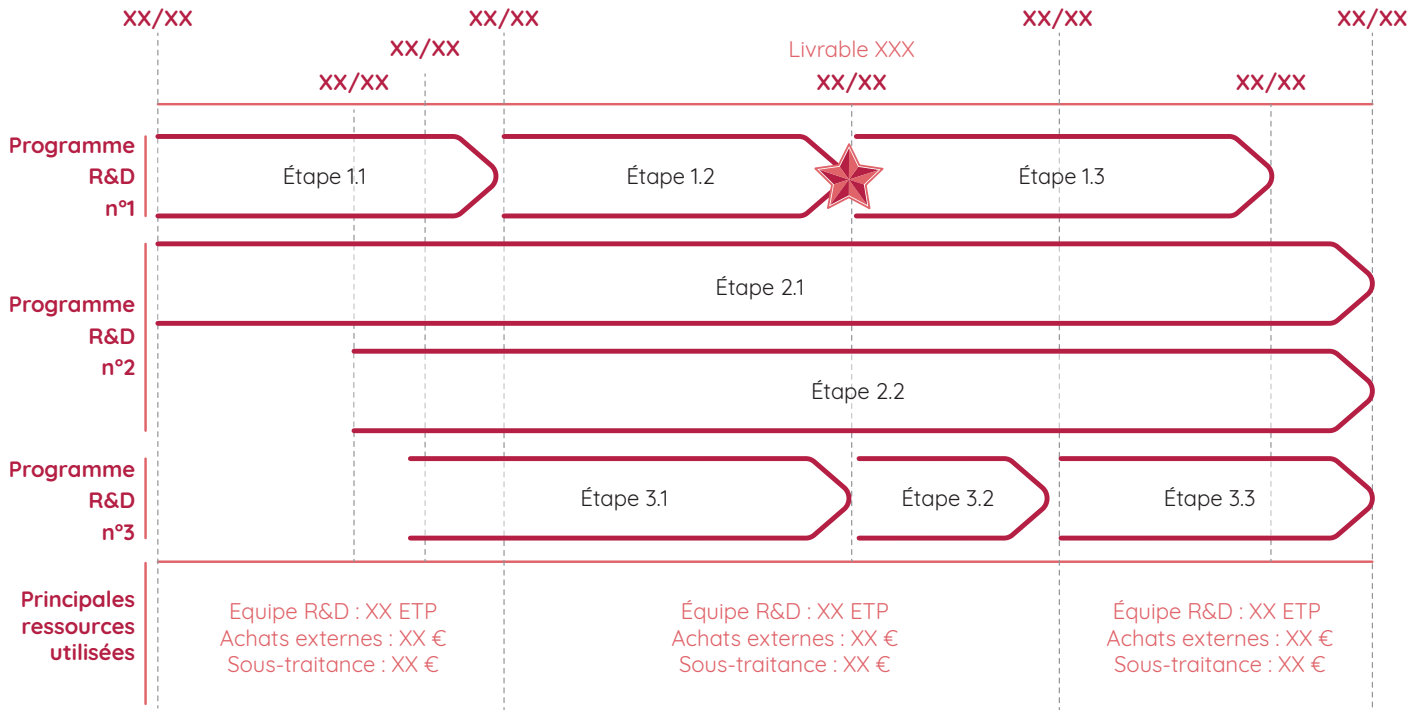 XX/XX
XX/XX
XX/XX
XX/XX
XX/XX
Livrable XXX
XX/XX
XX/XX
XX/XX
Programme
R&D
n°1
Étape 1.1
Étape 1.2
Étape 1.3
Programme
R&D
n°2
Étape 2.1
Étape 2.2
Programme
R&D
n°3
Étape 3.1
Étape 3.2
Étape 3.3
Principales
ressources
utilisées
Equipe R&D : XX ETP
Achats externes : XX €
Sous-traitance : XX €
Équipe R&D : XX ETP
Achats externes : XX €
Sous-traitance : XX €
Équipe R&D : XX ETP
Achats externes : XX €
Sous-traitance : XX €